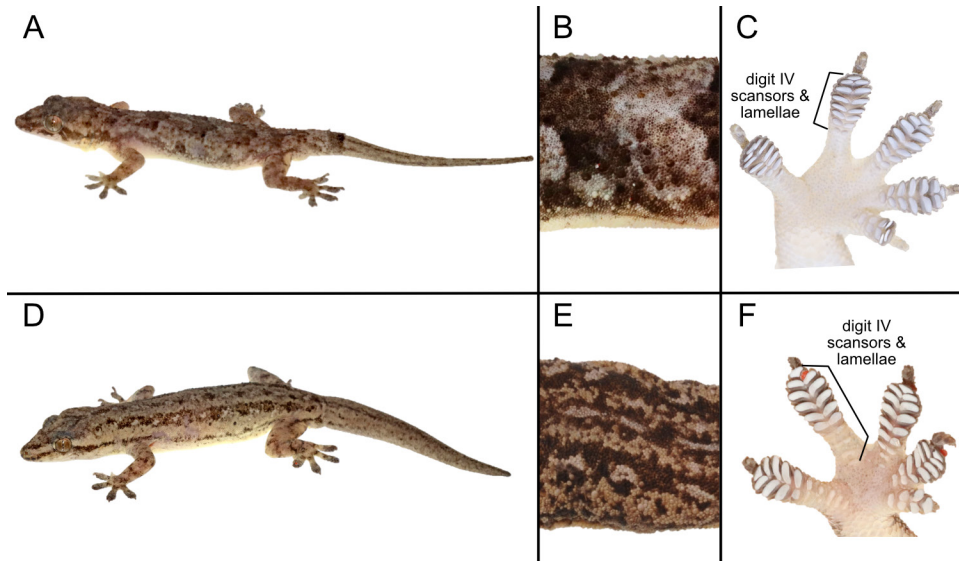 A
B
C
digit IV
scansors &
lamellae
D
E
F
digit IV
scansors &
lamellae